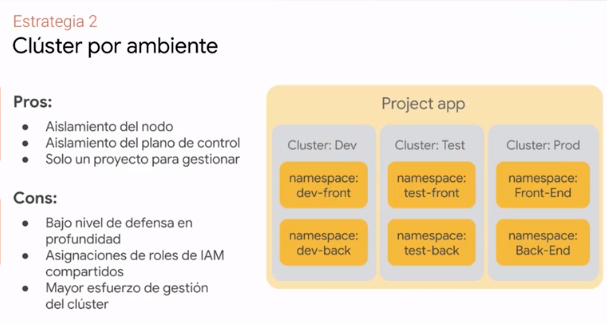 Estrategia 2
Clúster por ambiente
Pros:
● Aislamiento del nodo
● Aislamiento del plano de control
● Solo un proyecto para gestionar
Cons:
● Bajo nivel de defensa en
profundidad
● Asignaciones de roles de IAM
compartidos
● Mayor esfuerzo de gestión
del clúster
Project app
Cluster: Dev
namespace:
dev-front
namespace:
dev-back
Cluster: Test
namespace:
test-front
namespace:
test-back
Cluster: Prod
namespace:
Front-End
namespace:
Back-End